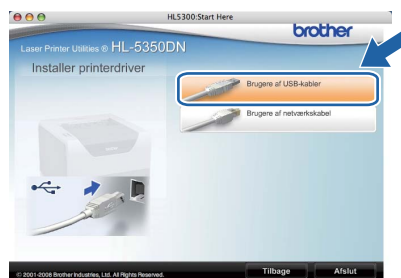 HL5300:Start Here
brother
Laser Printer Utilities ® HL-5350DN
Installer printerdriver
Brugere af USB-kabler
Brugere af netværkskabel
© 2001-2008 Brother Industries, Ltd. All Rights Reserved.
Tilbage
Afslut